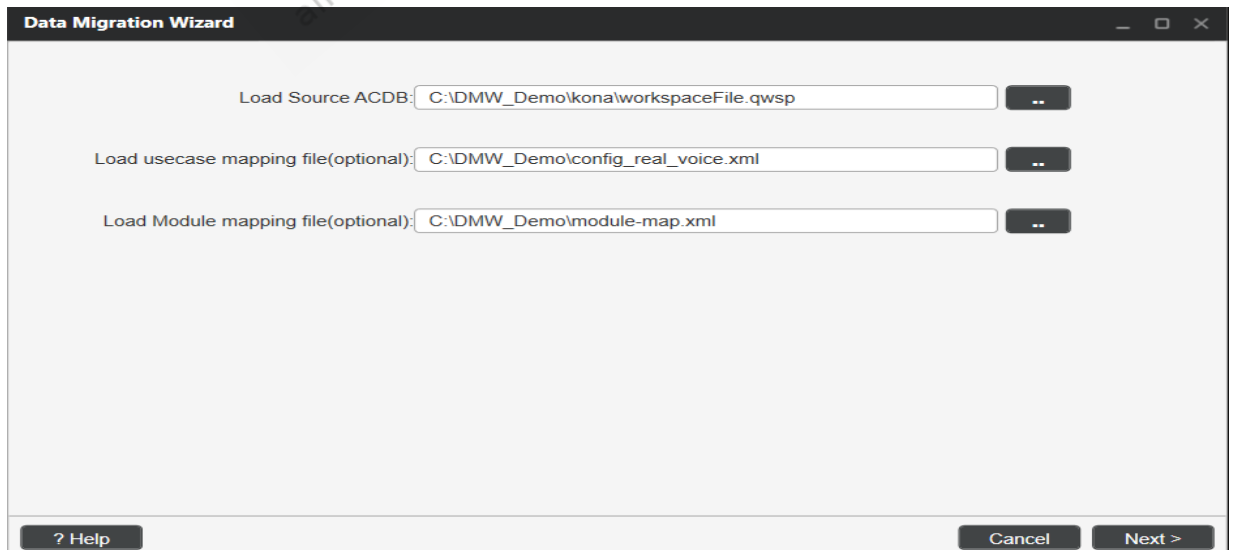 Data Migration Wizard
Load Source ACDB: C:\DMW_Demo\kona\workspaceFile.qwsp ..
Load usecase mapping file(optional): C:\DMW_Demo\config_real_voice.xml ..
Load Module mapping file(optional): C:\DMW_Demo\module-map.xml ..
? Help Cancel Next >